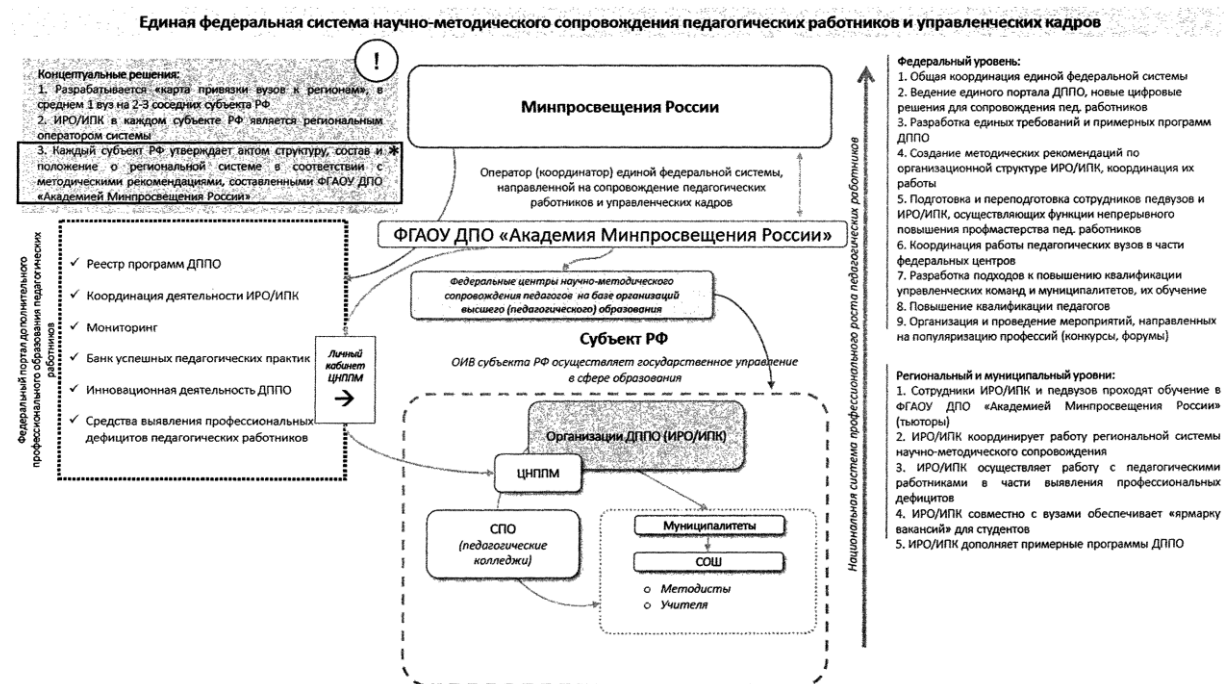 Единая федеральная система научно-методического сопровождения педагогических работников и управленческих кадров
!
Концептуальные решения:
1. Разрабатывается «карта привязки вузов к регионам», в
среднем 1 вуз на 2-3 соседних субъекта РФ
2. ИРО/ИПК в каждом субъекте РФ является региональным
оператором системы
3. Каждый субъект РФ утверждает актом структуру, состав и *
положение о региональной системе в соответствии с
методическими рекомендациями, составленными ФГАОУ ДПО
«Академией Минпросвещения России»
Минпросвещения России
Оператор (координатор) единой федеральной системы,
направленной на сопровождение педагогических
работников и управленческих кадров
ФГАОУ ДПО «Академия Минпросвещения России»
Федеральный портал дополнительного
профессионального образования педагогических
работников
✓ Реестр программ ДППО
✓ Координация деятельности ИРО/ИПК
✓ Мониторинг
✓ Банк успешных педагогических практик
✓ Инновационная деятельность ДППО
✓ Средства выявления профессиональных
дефицитов педагогических работников
Личный
кабинет
ЦНППМ
→
Федеральные центры научно-методического
сопровождения педагогов на базе организаций
высшего (педагогического) образования
Субъект РФ
ОИВ субъекта РФ осуществляет государственное управление
в сфере образования
Организации ДППО (ИРО/ИПК)
ЦНППМ
СПО
(педагогические
колледжи)
Муниципалитеты
СОШ
o Методисты
o Учителя
Национальная система профессионального роста педагогических работников
Федеральный уровень:
1. Общая координация единой федеральной системы
2. Ведение единого портала ДППО, новые цифровые
решения для сопровождения пед. работников
3. Разработка единых требований и примерных программ
ДППО
4. Создание методических рекомендаций по
организационной структуре ИРО/ИПК, координация их
работы
5. Подготовка и переподготовка сотрудников педвузов и
ИРО/ИПК, осуществляющих функции непрерывного
повышения профмастерства пед. работников
6. Координация работы педагогических вузов в части
федеральных центров
7. Разработка подходов к повышению квалификации
управленческих команд и муниципалитетов, их обучение
8. Повышение квалификации педагогов
9. Организация и проведение мероприятий, направленных
на популяризацию профессий (конкурсы, форумы)
Региональный и муниципальный уровни:
1. Сотрудники ИРО/ИПК и педвузов проходят обучение в
ФГАОУ ДПО «Академией Минпросвещения России»
(тьюторы)
2. ИРО/ИПК координирует работу региональной системы
научно-методического сопровождения
3. ИРО/ИПК осуществляет работу с педагогическими
работниками в части выявления профессиональных
дефицитов
4. ИРО/ИПК совместно с вузами обеспечивает «ярмарку
вакансий» для студентов
5. ИРО/ИПК дополняет примерные программы ДППО